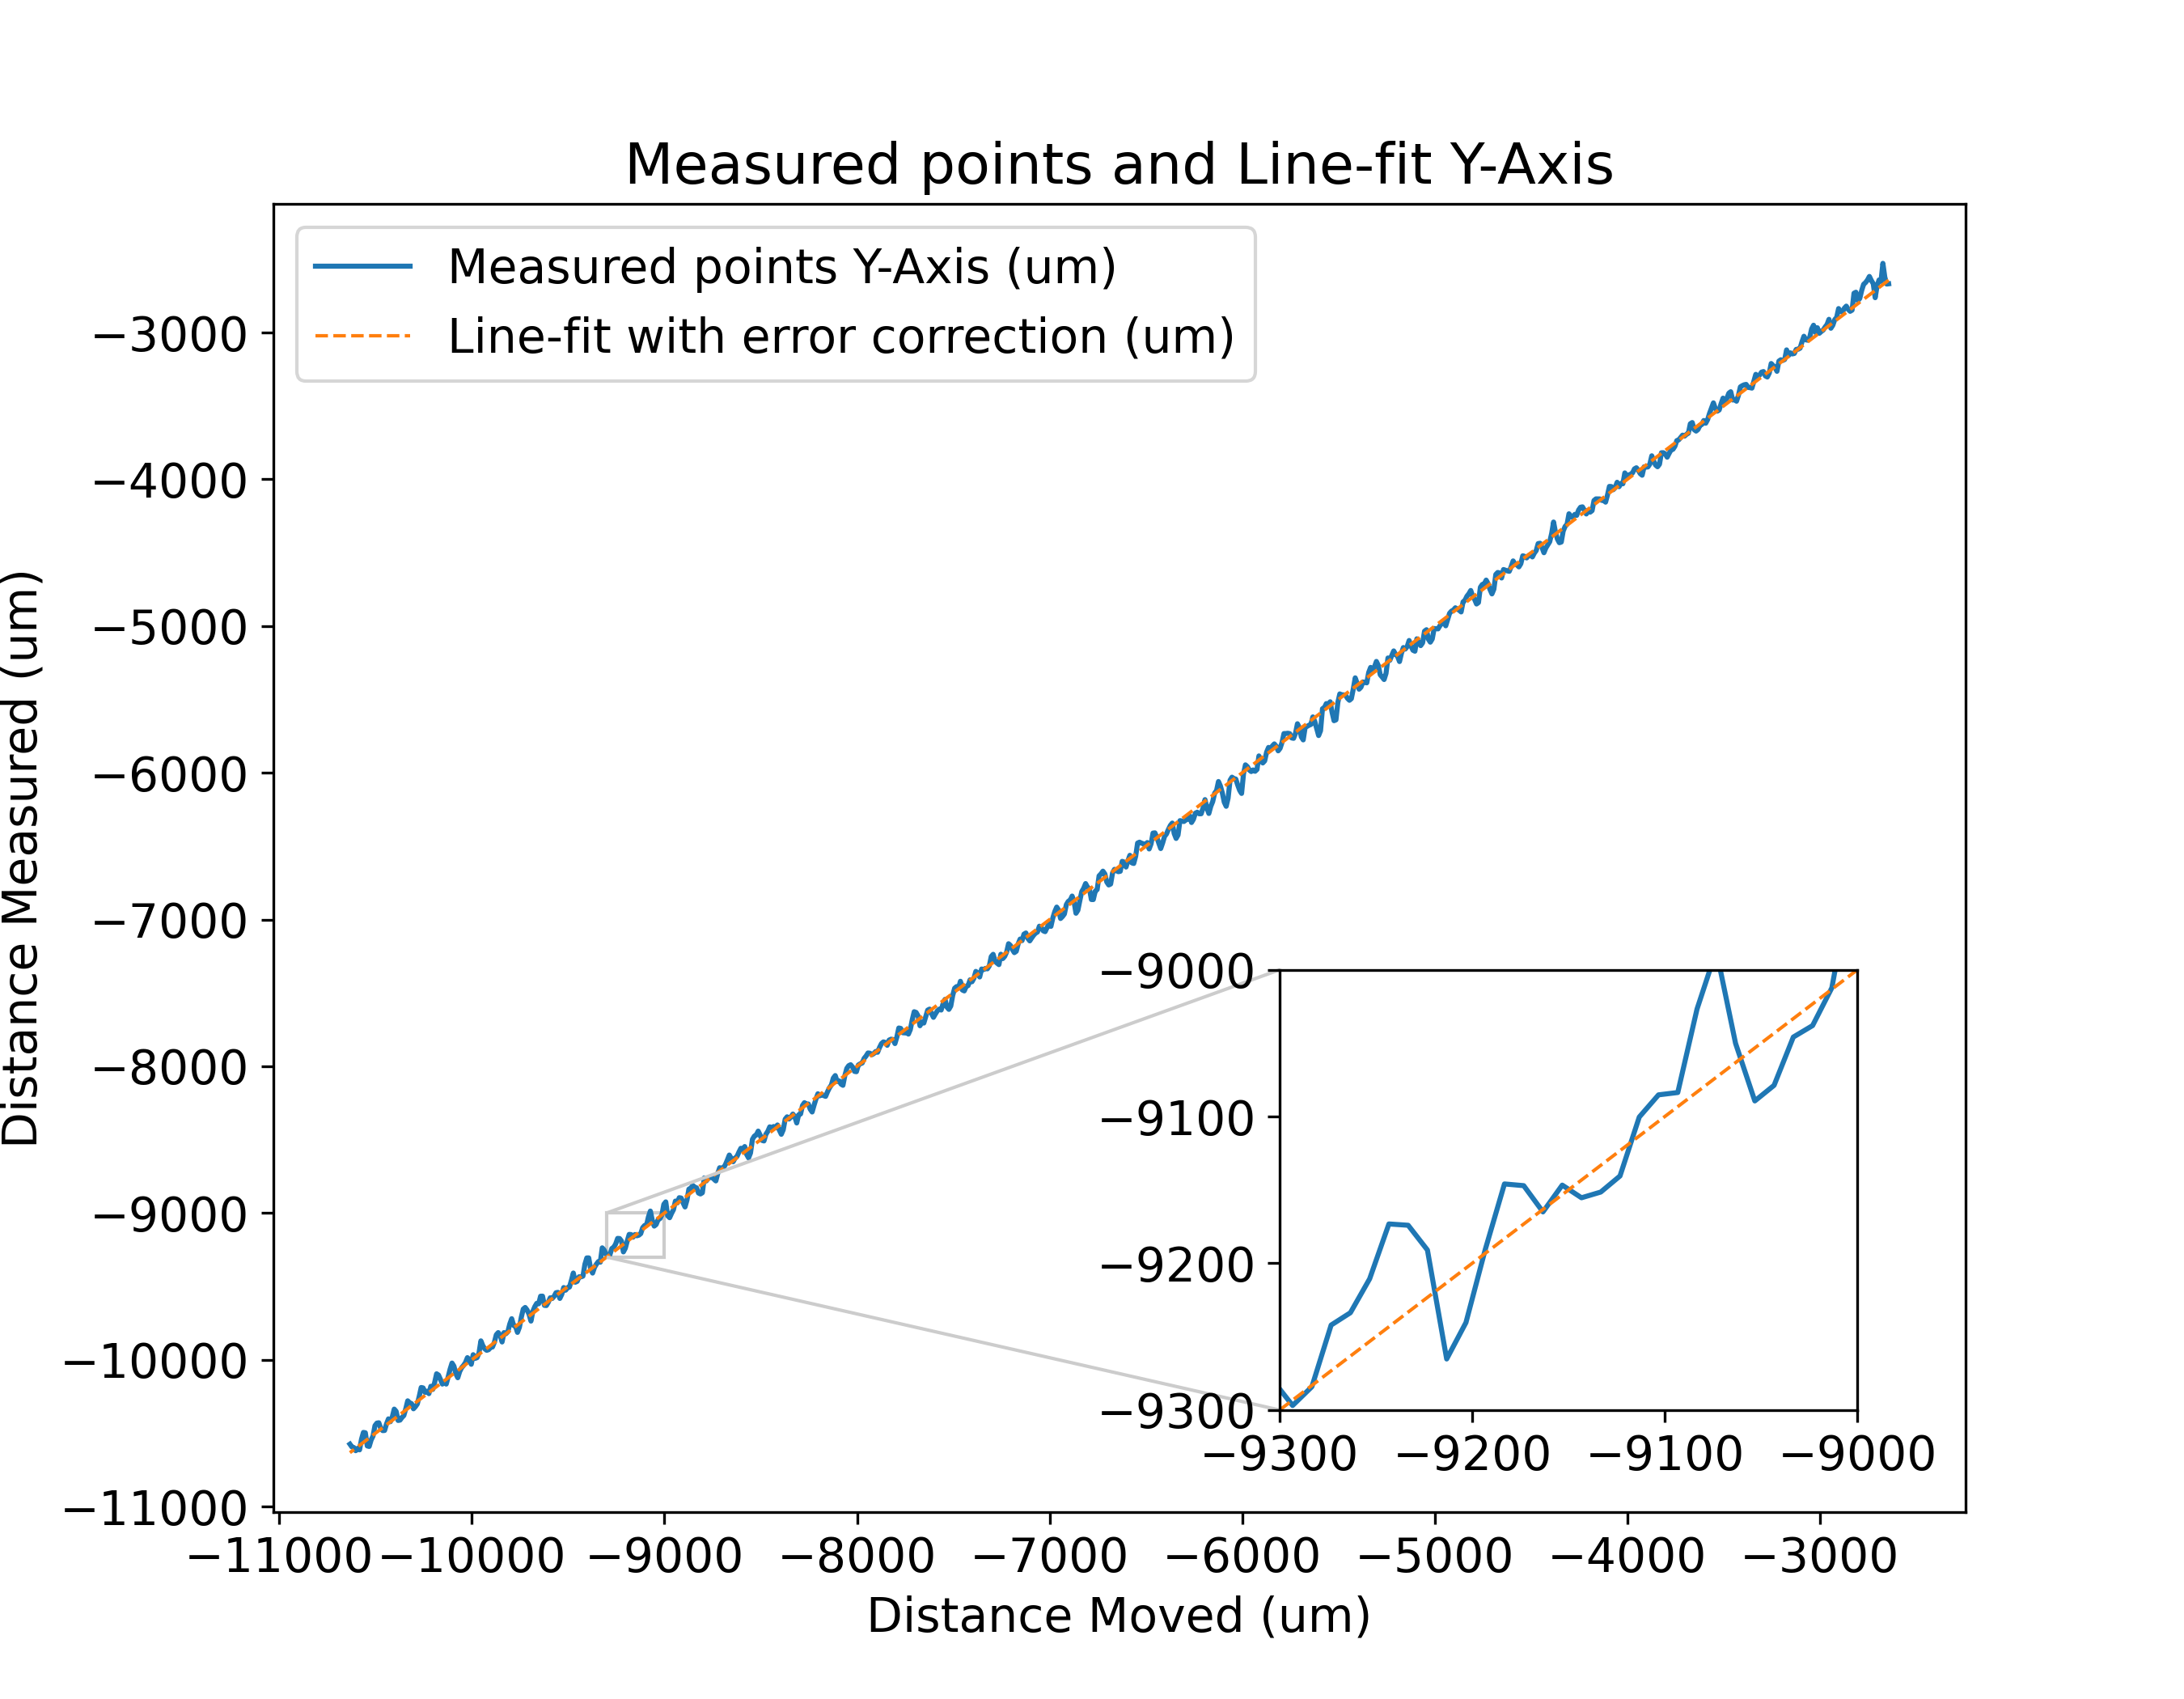 Measured points and Line-fit Y-Axis
Measured points Y-Axis (um)
Line-fit with error correction (um)
−3000
−4000
−5000
−6000
−7000
−8000
−9000
−10000
−11000
Distance Measured (um)
−9000
−9100
−9200
−9300
−9300 −9200 −9100 −9000
−11000 −10000 −9000 −8000 −7000 −6000 −5000 −4000 −3000
Distance Moved (um)